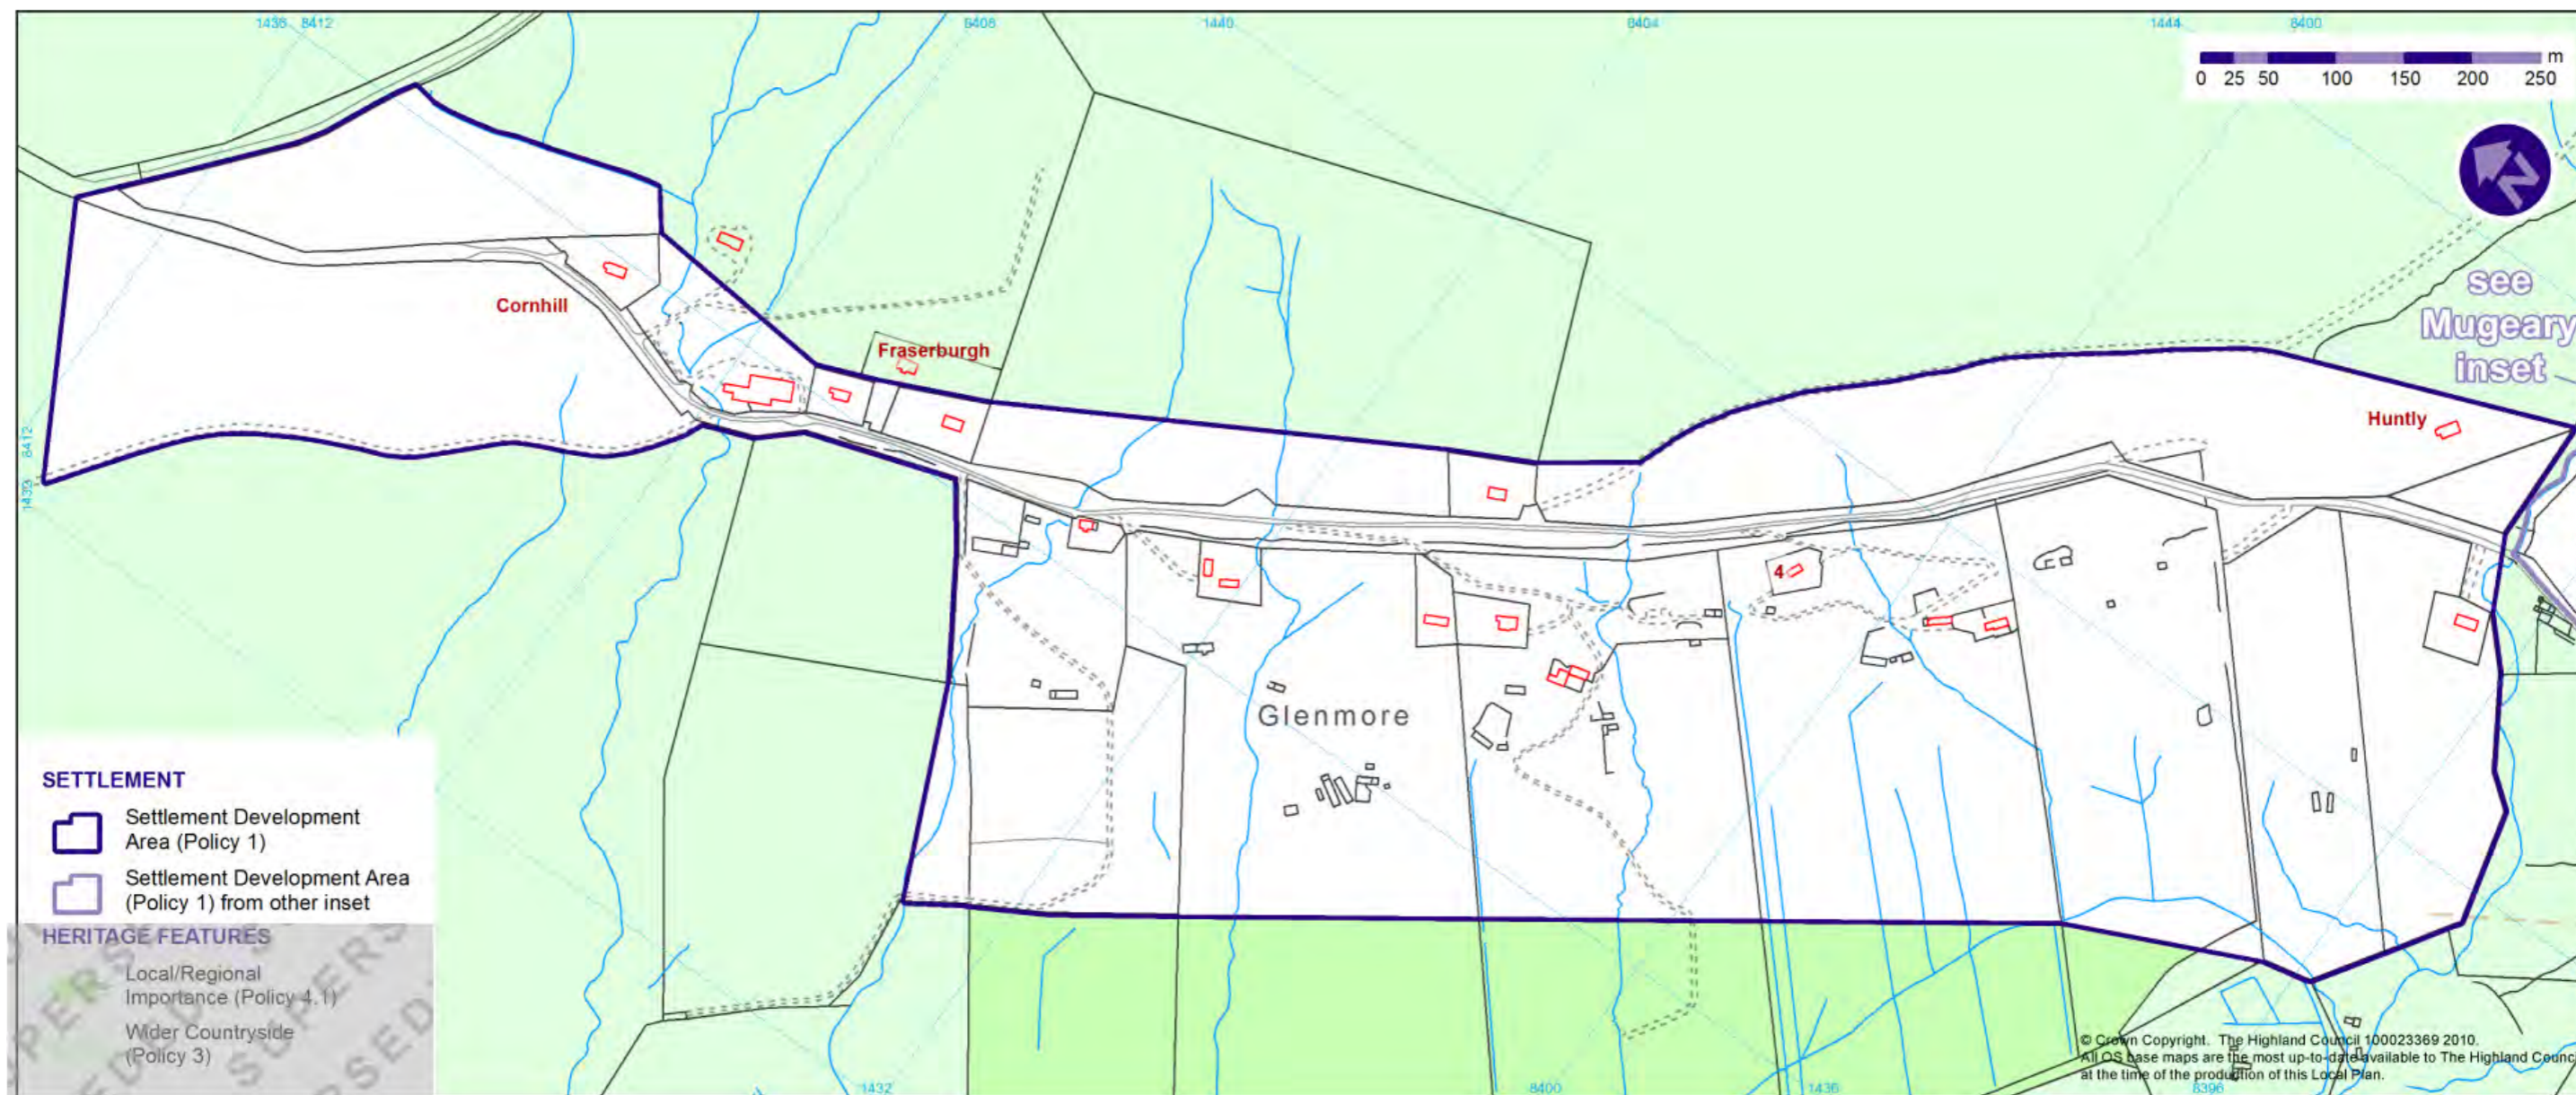 1436 8412
8408
1440
8404
1444
8400
m
0 25 50 100 150 200 250
N
see
Mugeary
inset
Cornhill
Fraserburgh
Huntly
8412
1432
4
Glenmore
SETTLEMENT
Settlement Development
Area (Policy 1)
Settlement Development Area
(Policy 1) from other inset
HERITAGE FEATURES
Local/Regional
Importance (Policy 4.1)
Wider Countryside
(Policy 3)
SUPERSED
© Crown Copyright. The Highland Council 100023369 2010.
All OS base maps are the most up-to-date available to The Highland Counc
at the time of the production of this Local Plan.
1432
8400
1436
8396